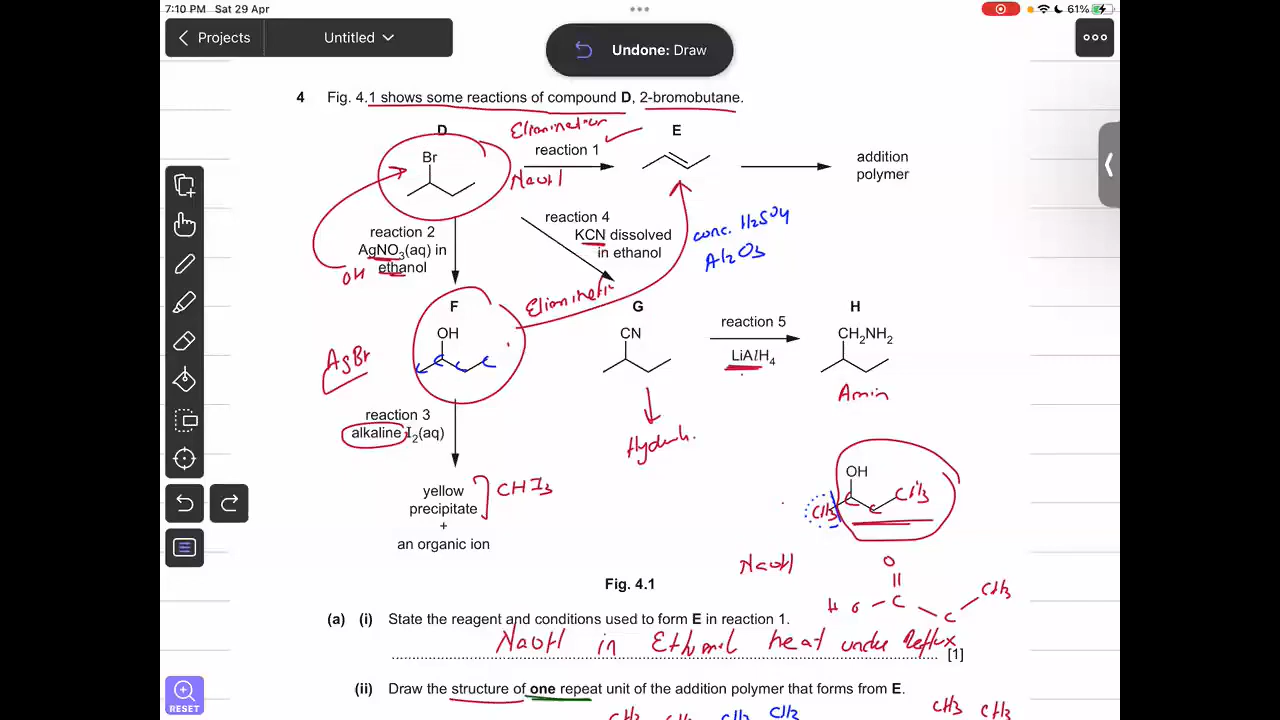 7:10 PM Sat 29 Apr
61%
Projects
Untitled
Undone: Draw
4 Fig. 4.1 shows some reactions of compound D, 2-bromobutane.
D
Elimination
E
Br
reaction 1
NaOH
addition
polymer
reaction 2
AgNO3(aq) in
ethanol
OH
reaction 4
KCN dissolved
in ethanol
conc. H2SO4
Al2O3
F
OH
G
CN
reaction 5
LiAlH4
H
CH2NH2
Amin
AgBr
reaction 3
alkaline I2(aq)
yellow
precipitate
+
an organic ion
CHI3
OH
CH3
CH3
NaOH
O
H O C CH3
C
Fig. 4.1
(a) (i) State the reagent and conditions used to form E in reaction 1.
NaOH in Ethanol heat under Reflux
[1]
(ii) Draw the structure of one repeat unit of the addition polymer that forms from E.
CH3 CH3 CH3 CH3 CH3 CH3
RESET